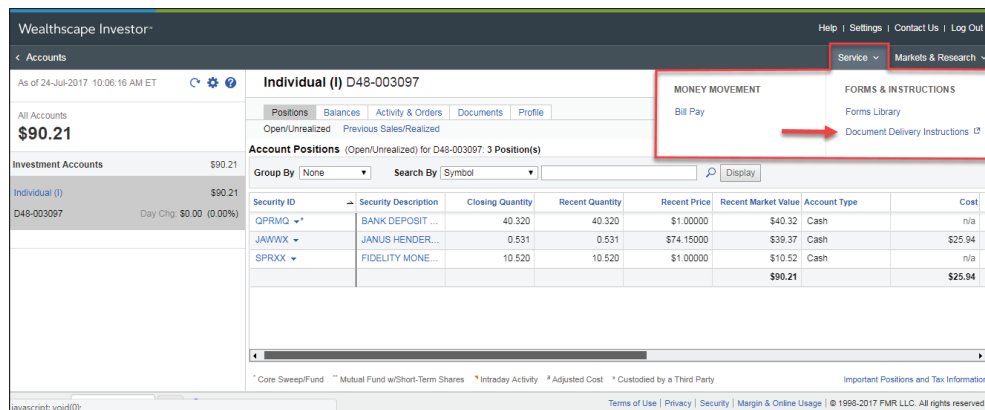 Wealthscape Investor
Help | Settings | Contact Us | Log Out
< Accounts
Service
Markets & Research
As of 24-Jul-2017 10:06:16 AM ET
All Accounts
$90.21
Investment Accounts $90.21
Individual (I) $90.21
D48-003097 Day Chg: $0.00 (0.00%)
Individual (I) D48-003097
Positions Balances Activity & Orders Documents Profile
Open/Unrealized Previous Sales/Realized
MONEY MOVEMENT
Bill Pay
FORMS & INSTRUCTIONS
Forms Library
Document Delivery Instructions
Account Positions (Open/Unrealized) for D48-003097: 3 Position(s)
Group By None Search By Symbol Display
Security ID Security Description Closing Quantity Recent Quantity Recent Price Recent Market Value Account Type Cost
QPRMQ * BANK DEPOSIT ... 40.320 40.320 $1.00000 $40.32 Cash n/a
JAWWX JANUS HENDER... 0.531 0.531 $74.15000 $39.37 Cash $25.94
SPRXX FIDELITY MONE... 10.520 10.520 $1.00000 $10.52 Cash n/a
$90.21 $25.94
Core Sweep/Fund Mutual Fund w/Short-Term Shares Intraday Activity Adjusted Cost Custodied by a Third Party Important Positions and Tax Information
javascript: void(0);
Terms of Use | Privacy | Security | Margin & Online Usage | © 1998-2017 FMR LLC. All rights reserved